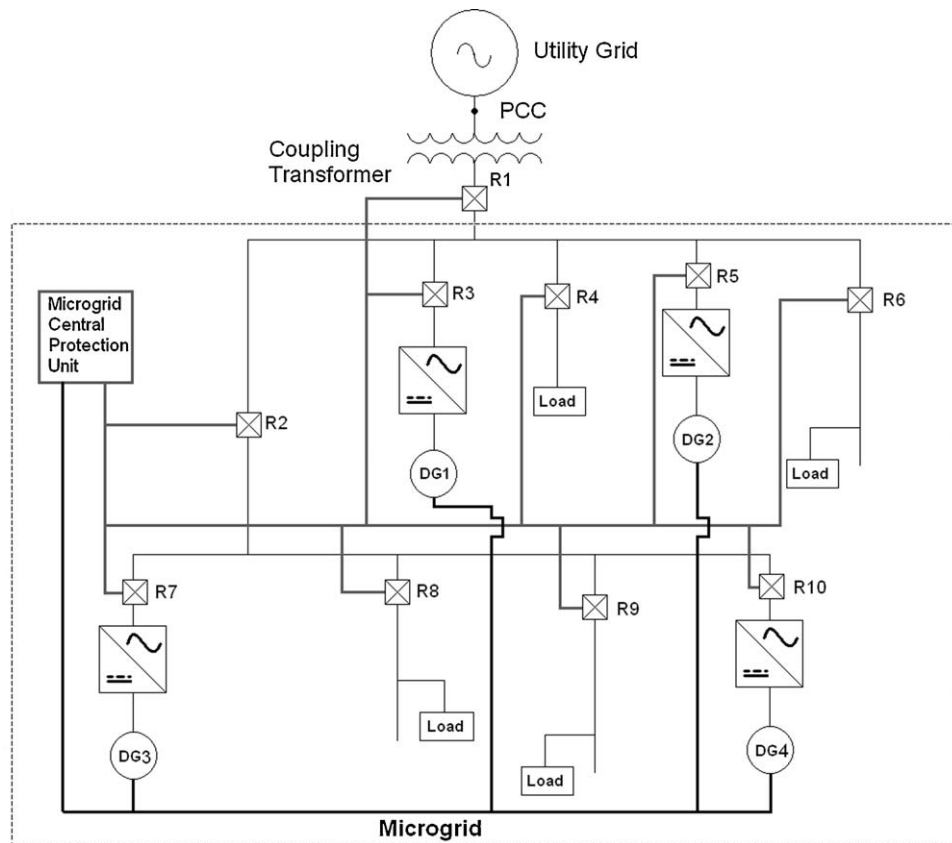 Utility Grid
PCC
Coupling
Transformer
R1
R3
R4
R5
R6
Microgrid
Central
Protection
Unit
Load
R2
DG1
DG2
Load
R7
R8
R9
R10
Load
DG3
Load
DG4
Microgrid